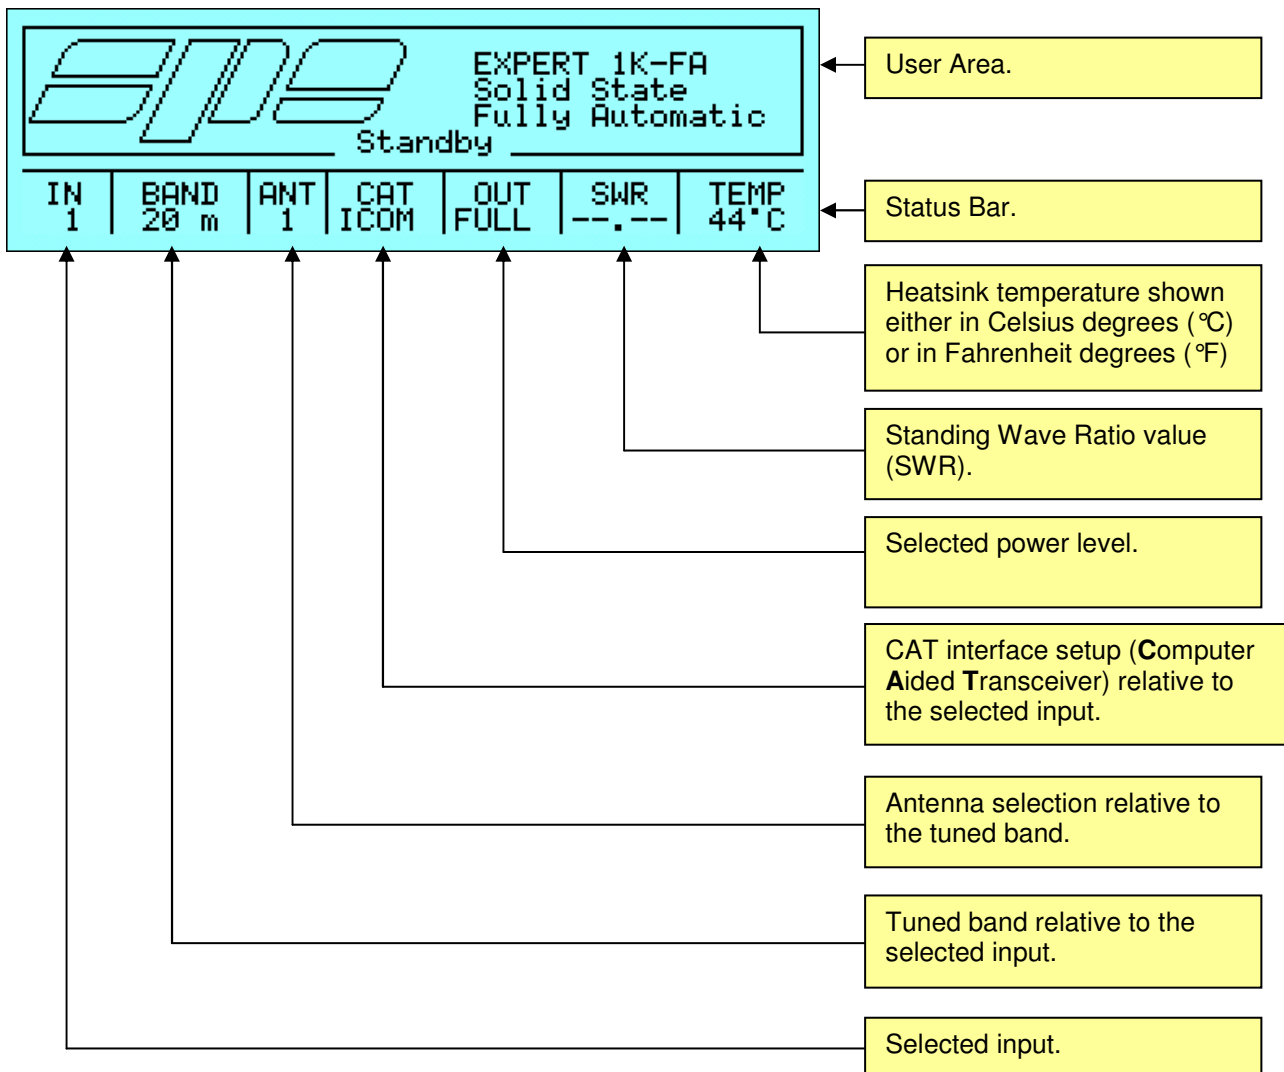 spe
EXPERT 1K-FA
Solid State
Fully Automatic
Standby
IN BAND ANT CAT OUT SWR TEMP
1 20 m 1 ICOM FULL --.-- 44°C
User Area.
Status Bar.
Heatsink temperature shown
either in Celsius degrees (°C)
or in Fahrenheit degrees (°F)
Standing Wave Ratio value
(SWR).
Selected power level.
CAT interface setup (Computer
Aided Transceiver) relative to
the selected input.
Antenna selection relative to
the tuned band.
Tuned band relative to the
selected input.
Selected input.